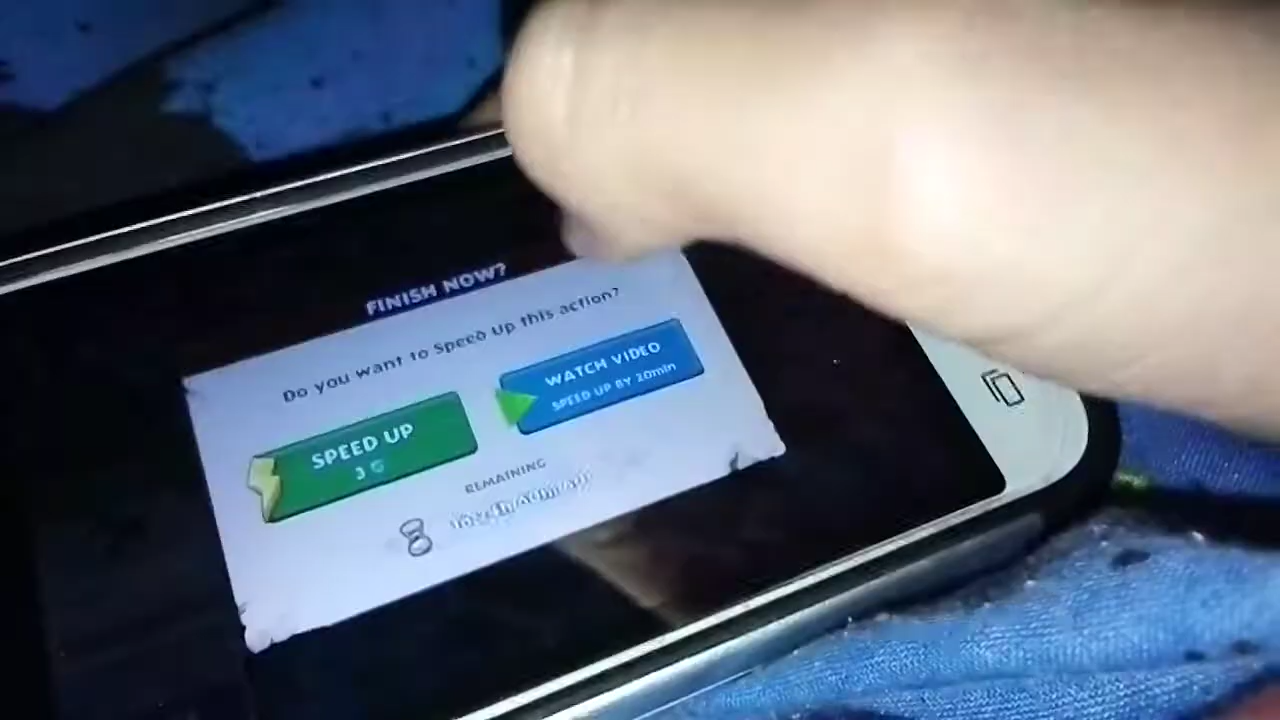 FINISH NOW?
Do you want to Speed Up this action?
WATCH VIDEO
SPEED UP BY 20min
SPEED UP
3
REMAINING